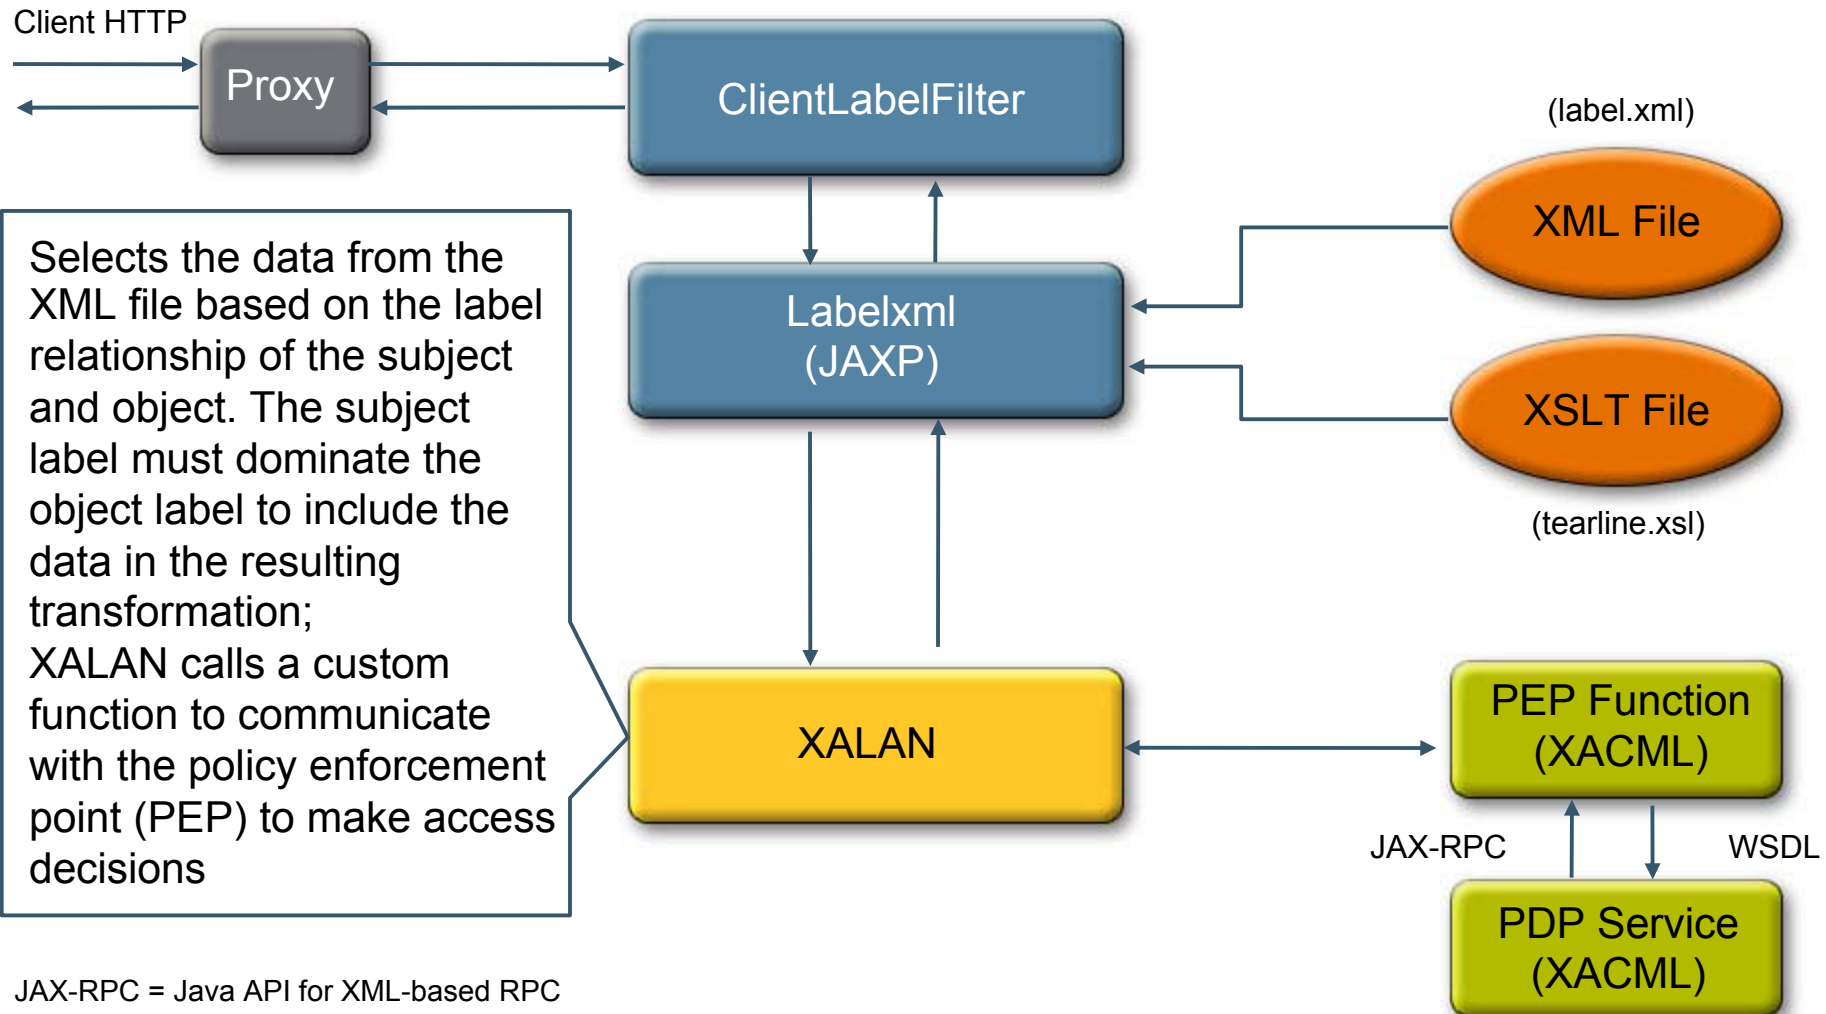 Client HTTP
Proxy
ClientLabelFilter
(label.xml)
XML File
Labelxml
(JAXP)
XSLT File
(tearline.xsl)
Selects the data from the
XML file based on the label
relationship of the subject
and object. The subject
label must dominate the
object label to include the
data in the resulting
transformation;
XALAN calls a custom
function to communicate
with the policy enforcement
point (PEP) to make access
decisions
XALAN
PEP Function
(XACML)
JAX-RPC
WSDL
PDP Service
(XACML)
JAX-RPC = Java API for XML-based RPC